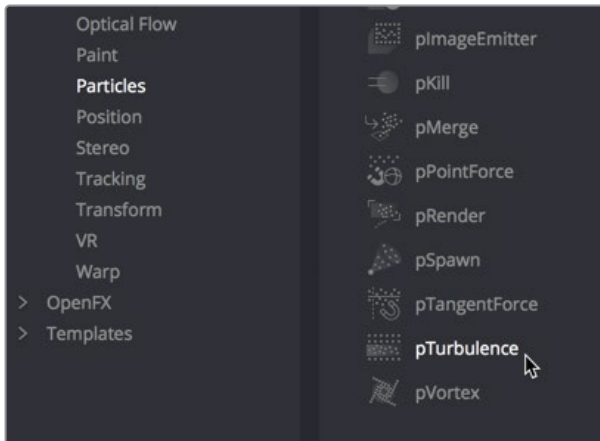 Optical Flow
Paint
Particles
Position
Stereo
Tracking
Transform
VR
Warp
> OpenFX
> Templates
pImageEmitter
pKill
pMerge
pPointForce
pRender
pSpawn
pTangentForce
pTurbulence
pVortex